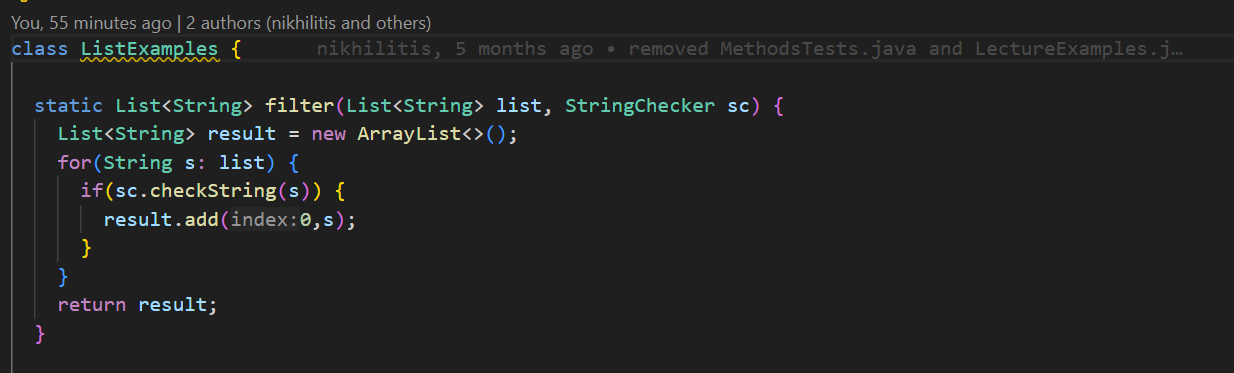 You, 55 minutes ago | 2 authors (nikhilitis and others)
class ListExamples {        nikhilitis, 5 months ago • removed MethodsTests.java and LectureExamples.j…
  static List<String> filter(List<String> list, StringChecker sc) {
    List<String> result = new ArrayList<>();
    for(String s: list) {
      if(sc.checkString(s)) {
        result.add(index:0,s);
      }
    }
    return result;
  }